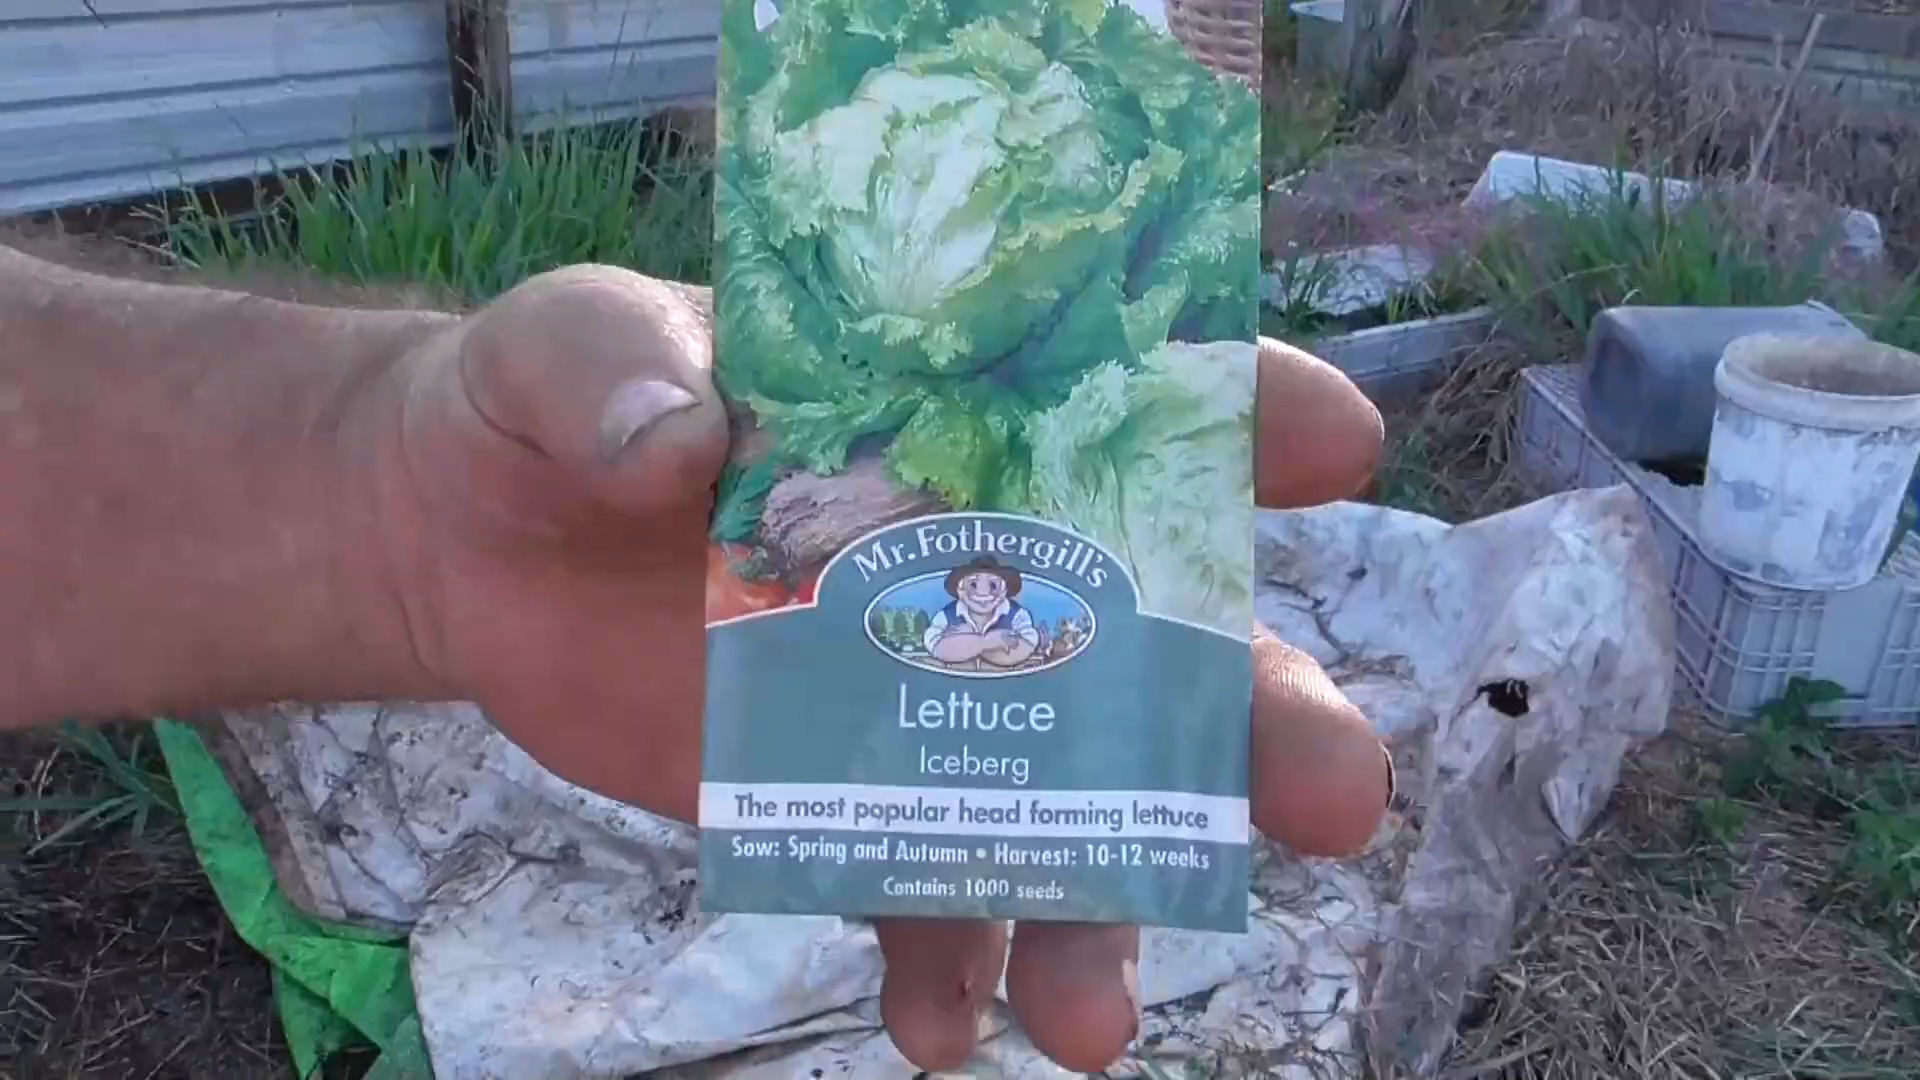 Mr. Fothergill's
Lettuce
Iceberg
The most popular head forming lettuce
Sow: Spring and Autumn • Harvest: 10-12 weeks
Contains 1000 seeds